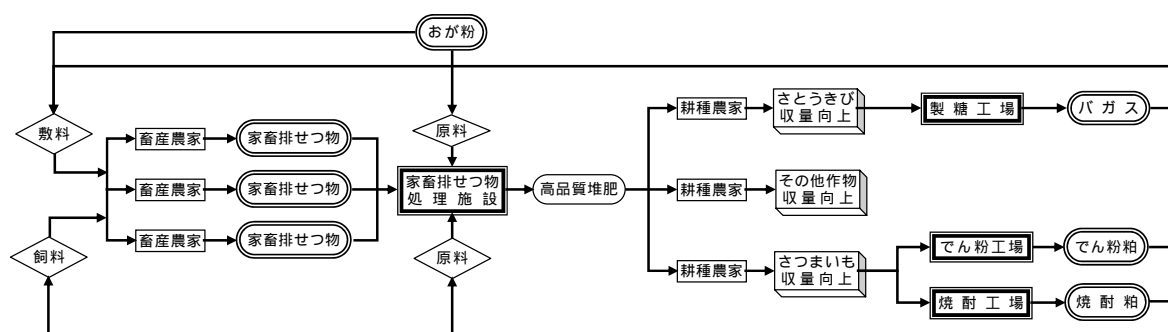 おが粉
敷料
畜産農家
家畜排せつ物
原料
耕種農家
さとうきび
収量向上
製糖工場
バガス
畜産農家
家畜排せつ物
家畜排せつ物
処理施設
高品質堆肥
耕種農家
その他作物
収量向上
飼料
畜産農家
家畜排せつ物
原料
耕種農家
さつまいも
収量向上
でん粉工場
でん粉粕
焼酎工場
焼酎粕